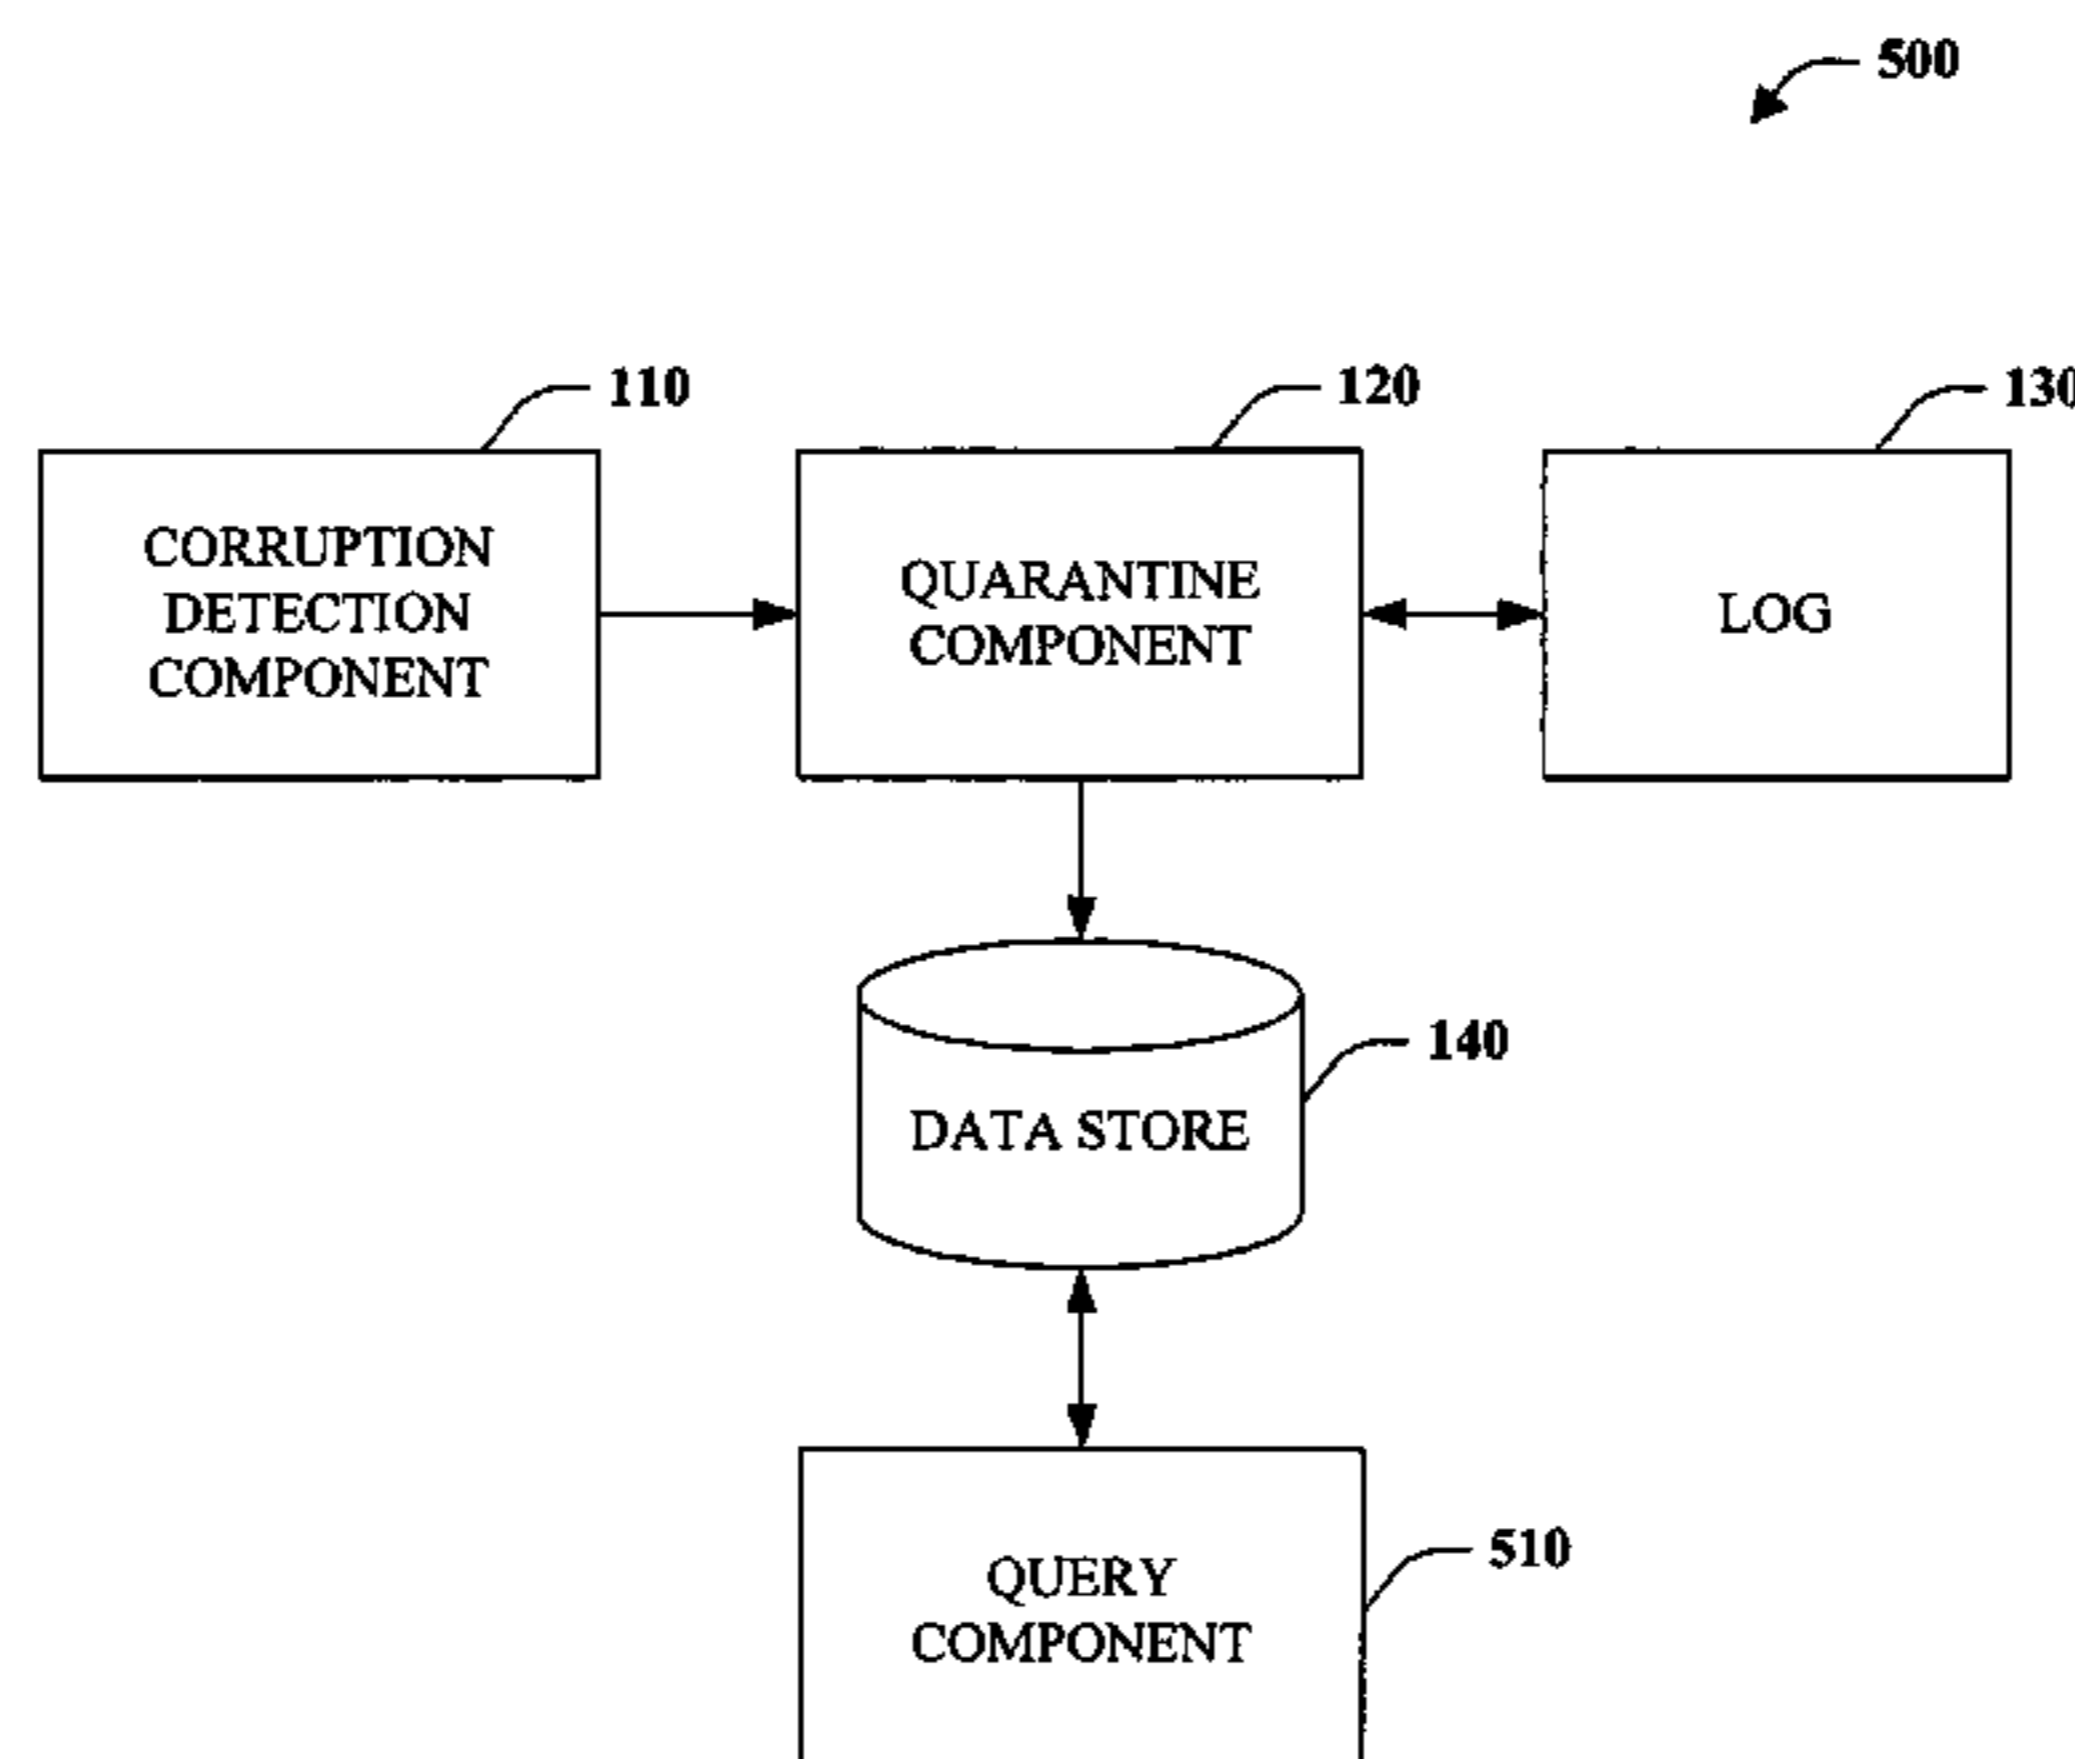 500
110
120
130
CORRUPTION
DETECTION
COMPONENT
QUARANTINE
COMPONENT
LOG
140
DATA STORE
510
QUERY
COMPONENT